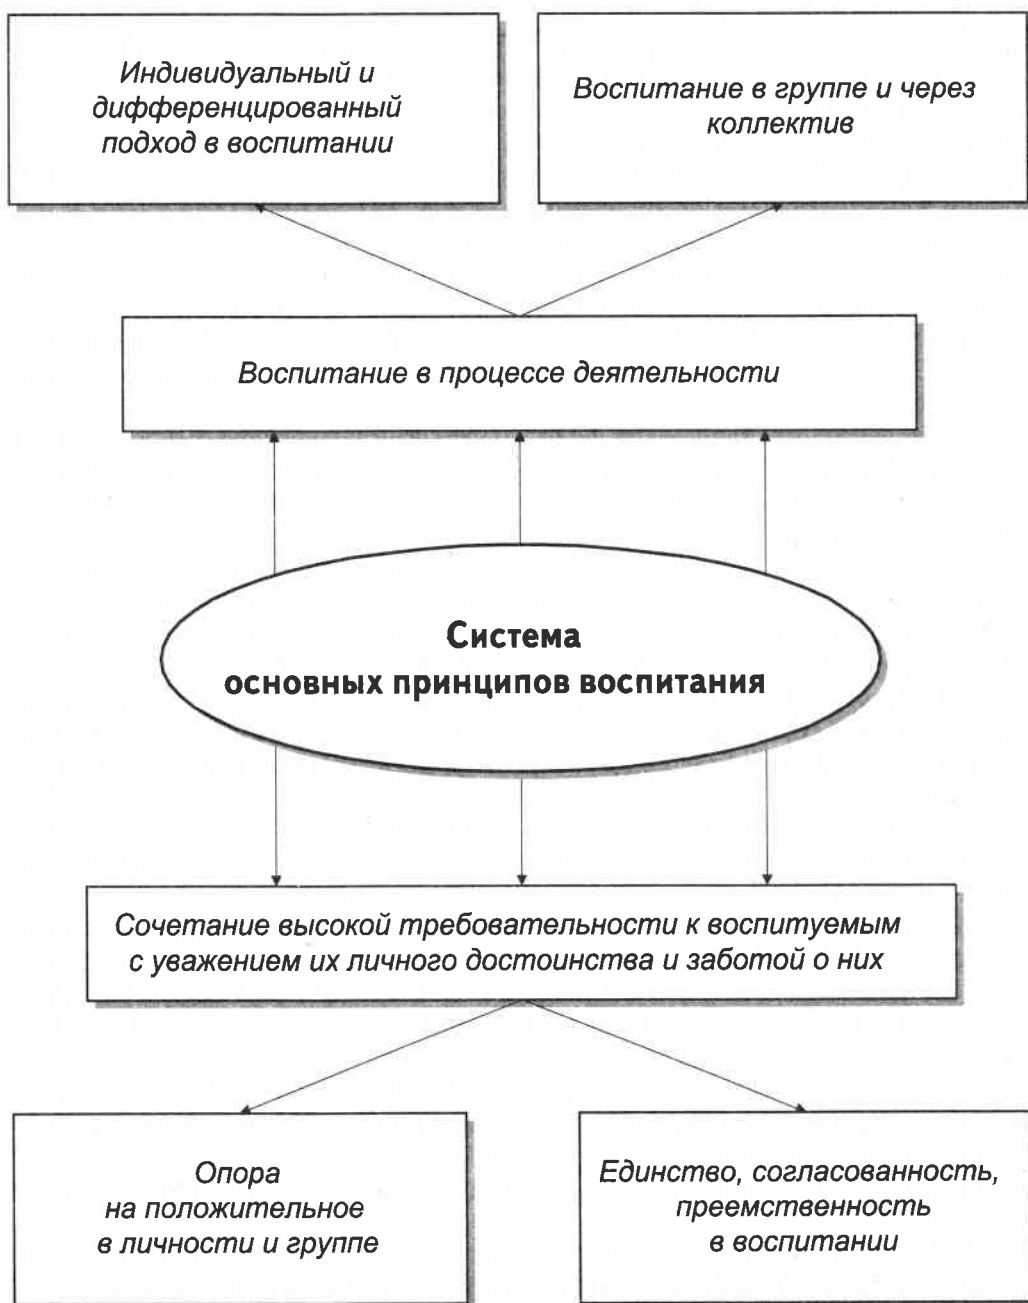 Индивидуальный и
дифференцированный
подход в воспитании
Воспитание в группе и через
коллектив
Воспитание в процессе деятельности
Система
основных принципов воспитания
Сочетание высокой требовательности к воспитуемым
с уважением их личного достоинства и заботой о них
Опора
на положительное
в личности и группе
Единство, согласованность,
преемственность
в воспитании